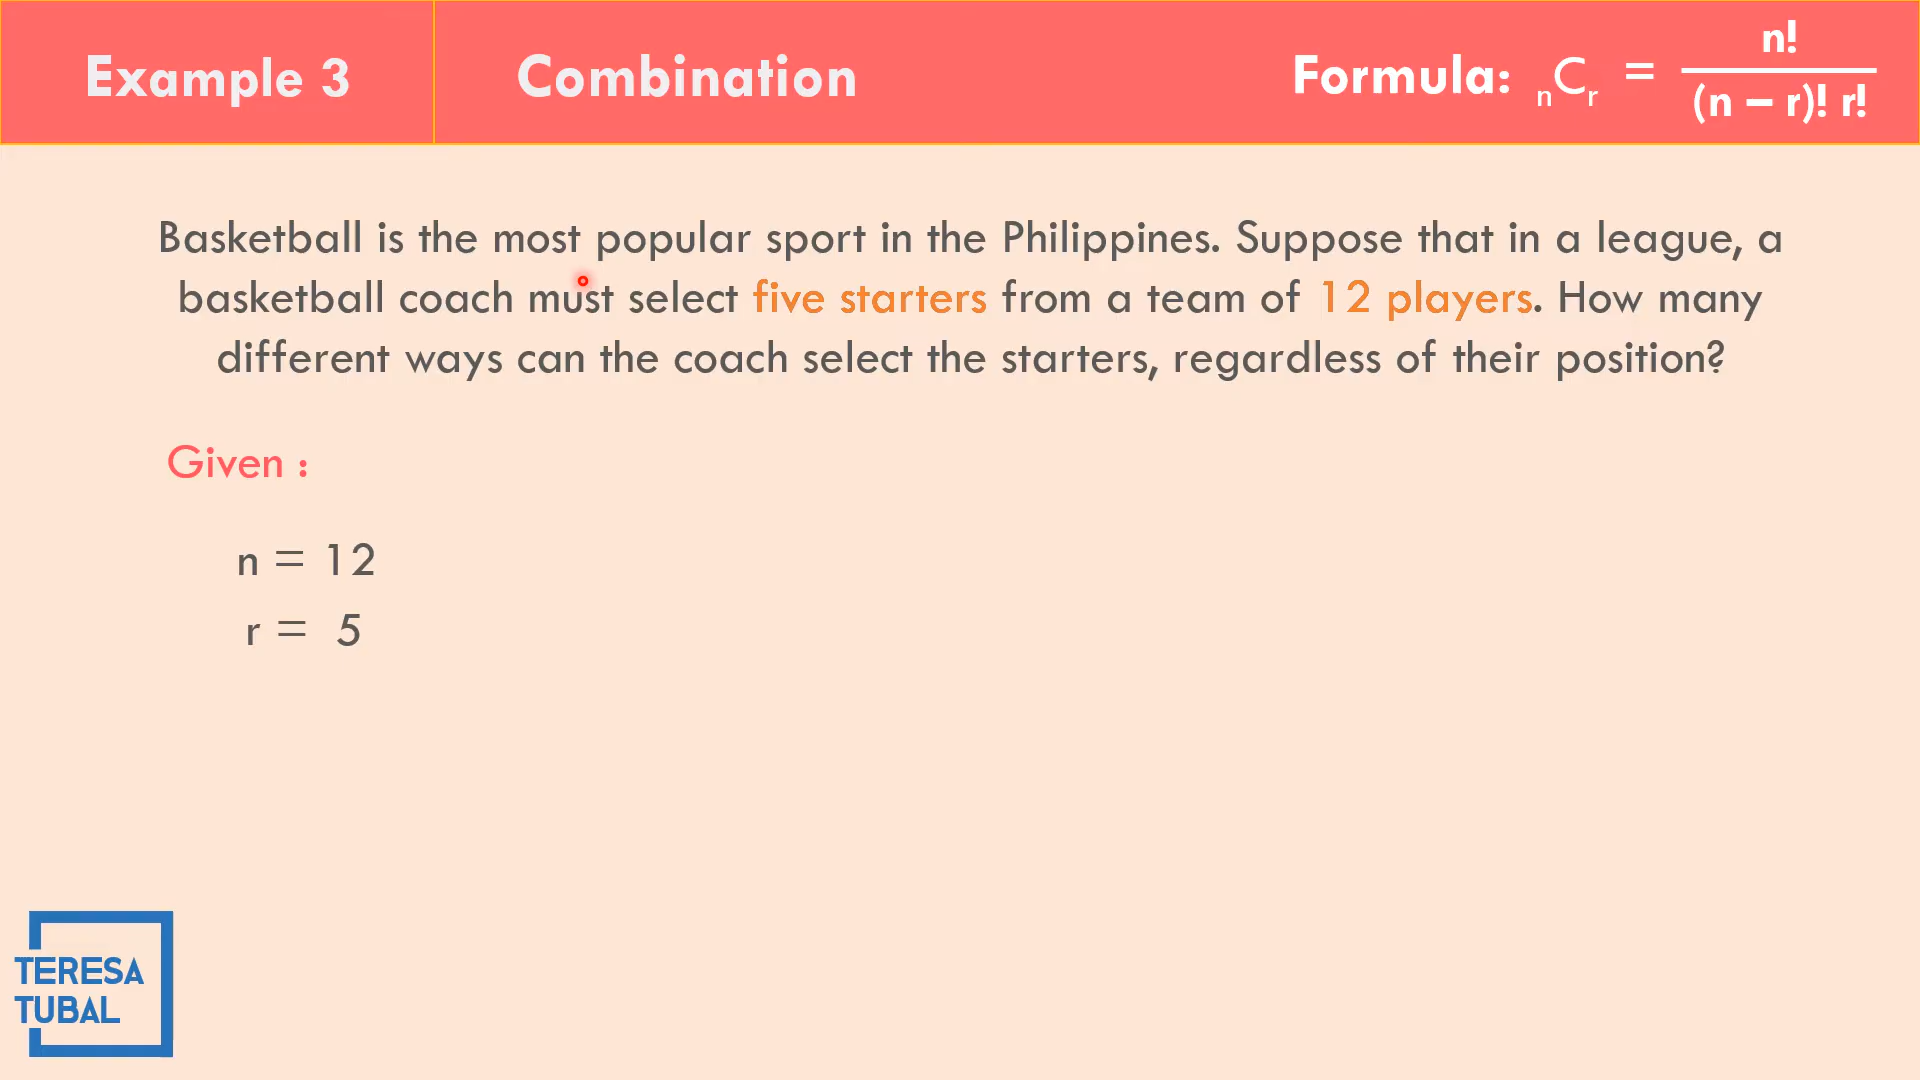 Example 3
Combination
Formula: nCr = n! / (n – r)! r!
Basketball is the most popular sport in the Philippines. Suppose that in a league, a
basketball coach must select five starters from a team of 12 players. How many
different ways can the coach select the starters, regardless of their position?
Given :
n = 12
r = 5
TERESA
TUBAL